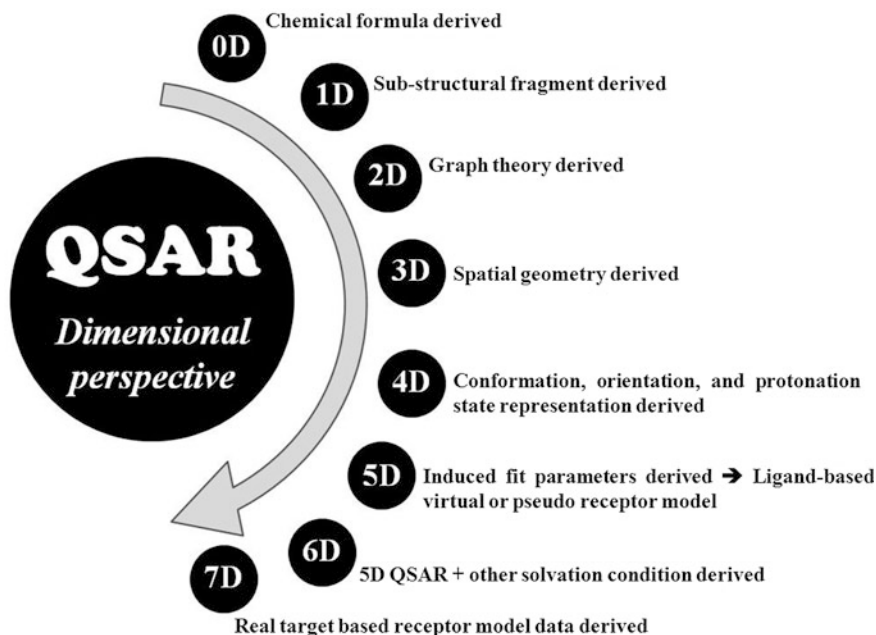 QSAR
Dimensional
perspective
0D
Chemical formula derived
1D
Sub-structural fragment derived
2D
Graph theory derived
3D
Spatial geometry derived
4D
Conformation, orientation, and protonation
state representation derived
5D
Induced fit parameters derived ➔ Ligand-based
virtual or pseudo receptor model
6D
5D QSAR + other solvation condition derived
7D
Real target based receptor model data derived